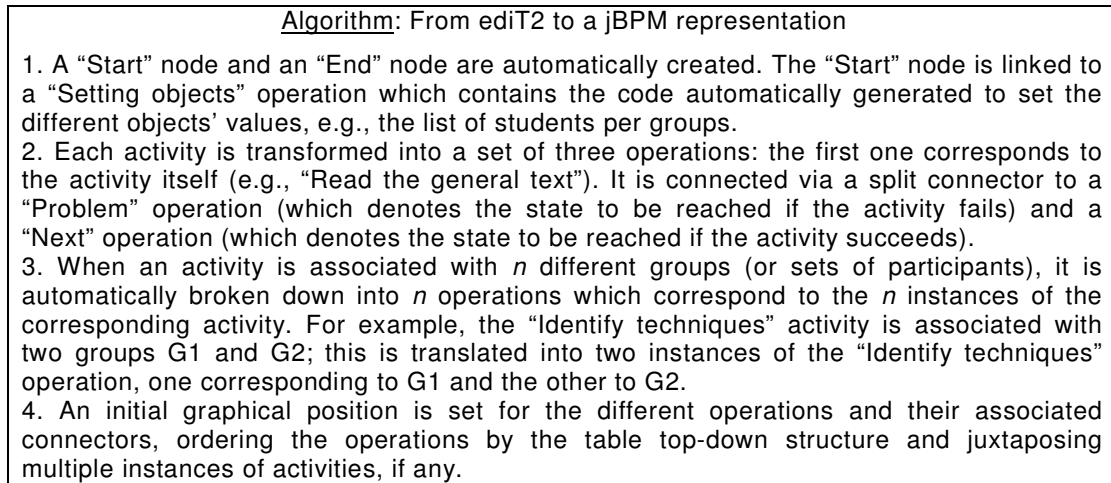 Algorithm: From ediT2 to a jBPM representation
1. A “Start” node and an “End” node are automatically created. The “Start” node is linked to
a “Setting objects” operation which contains the code automatically generated to set the
different objects’ values, e.g., the list of students per groups.
2. Each activity is transformed into a set of three operations: the first one corresponds to
the activity itself (e.g., “Read the general text”). It is connected via a split connector to a
“Problem” operation (which denotes the state to be reached if the activity fails) and a
“Next” operation (which denotes the state to be reached if the activity succeeds).
3. When an activity is associated with n different groups (or sets of participants), it is
automatically broken down into n operations which correspond to the n instances of the
corresponding activity. For example, the “Identify techniques” activity is associated with
two groups G1 and G2; this is translated into two instances of the “Identify techniques”
operation, one corresponding to G1 and the other to G2.
4. An initial graphical position is set for the different operations and their associated
connectors, ordering the operations by the table top-down structure and juxtaposing
multiple instances of activities, if any.